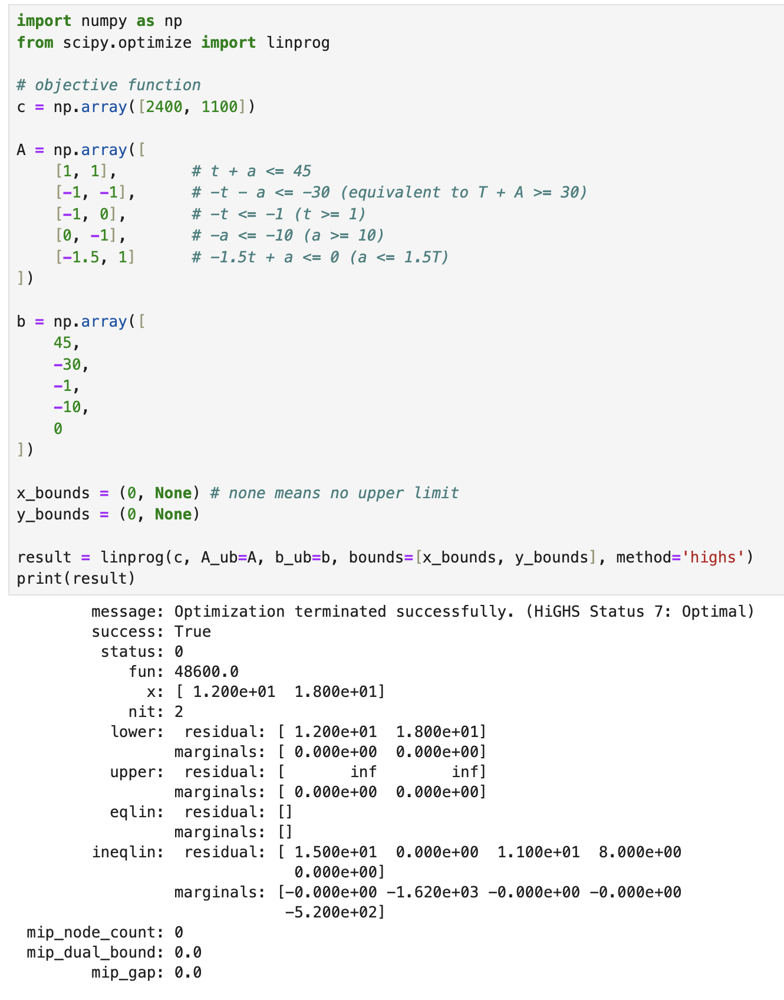 import numpy as np
from scipy.optimize import linprog
# objective function
c = np.array([2400, 1100])
A = np.array([
    [1, 1],        # t + a <= 45
    [-1, -1],      # -t - a <= -30 (equivalent to T + A >= 30)
    [-1, 0],       # -t <= -1 (t >= 1)
    [0, -1],       # -a <= -10 (a >= 10)
    [-1.5, 1]      # -1.5t + a <= 0 (a <= 1.5T)
])
b = np.array([
    45,
    -30,
    -1,
    -10,
    0
])
x_bounds = (0, None) # none means no upper limit
y_bounds = (0, None)
result = linprog(c, A_ub=A, b_ub=b, bounds=[x_bounds, y_bounds], method='highs')
print(result)
        message: Optimization terminated successfully. (HiGHS Status 7: Optimal)
        success: True
         status: 0
            fun: 48600.0
              x: [ 1.200e+01  1.800e+01]
            nit: 2
          lower:  residual: [ 1.200e+01  1.800e+01]
                 marginals: [ 0.000e+00  0.000e+00]
          upper:  residual: [       inf        inf]
                 marginals: [ 0.000e+00  0.000e+00]
          eqlin:  residual: []
                 marginals: []
        ineqlin:  residual: [ 1.500e+01  0.000e+00  1.100e+01  8.000e+00
                              0.000e+00]
                 marginals: [-0.000e+00 -1.620e+03 -0.000e+00 -0.000e+00
                             -5.200e+02]
 mip_node_count: 0
 mip_dual_bound: 0.0
        mip_gap: 0.0